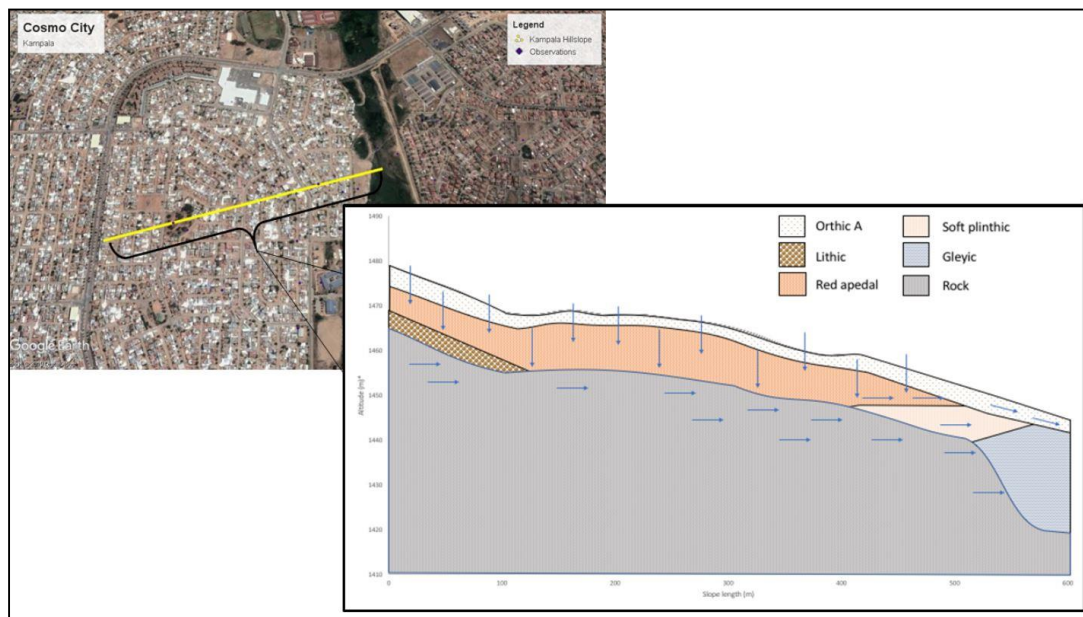 Cosmo City
Kampala
Legend
Kampala Hillslope
Observations
Google Earth
1490
1480
1470
1460
1450
1440
1430
1420
1410
Altitude (m)*
0
100
200
300
400
500
600
Slope length (m)
Orthic A
Lithic
Red apedal
Soft plinthic
Gleyic
Rock